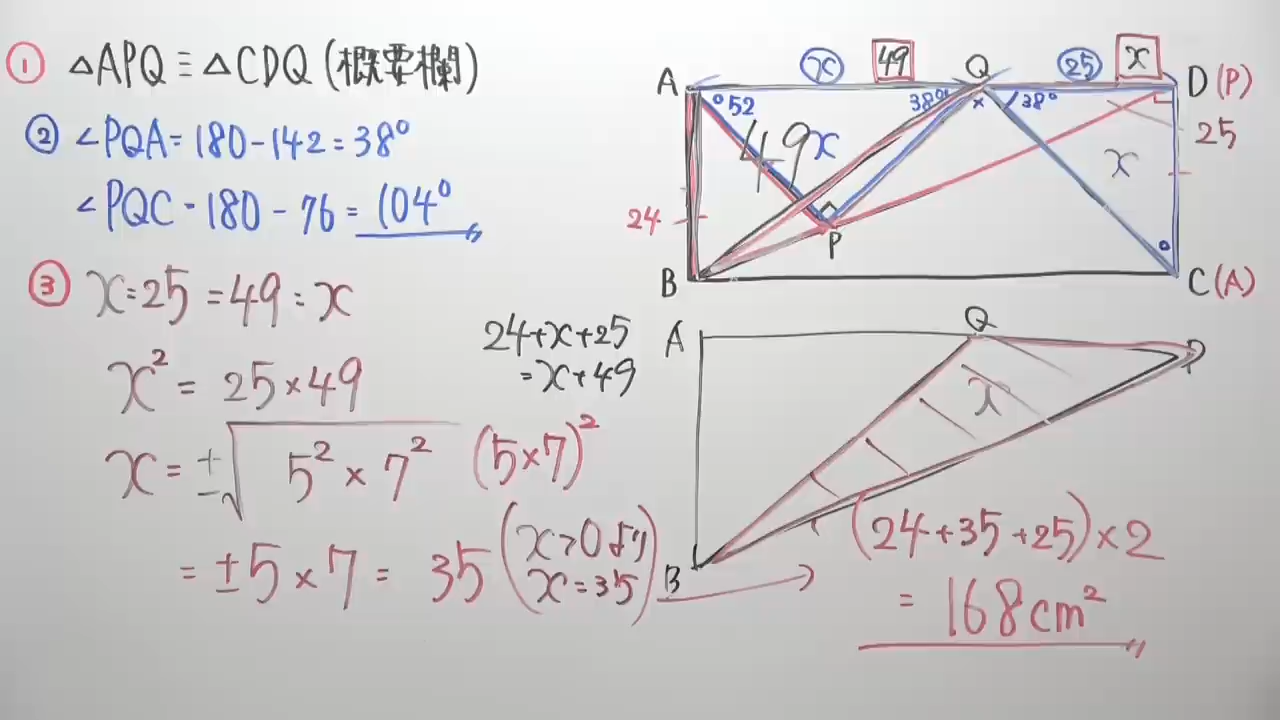 ① △APQ≡△CDQ (概要欄)
② ∠PQA=180-142=38°
∠PQC-180-76=104°
③ x:25=49:x
x²=25×49
x=±√5²×7² (5×7)²
=±5×7=35 (x>0より x=35)
24+x+25
=x+49
x 49 Q 25 x
A D (P)
°52 38° x 38°
49x
25
x
24
P
B C (A)
Q
A P
x
B
(24+35+25)×2
=168cm²